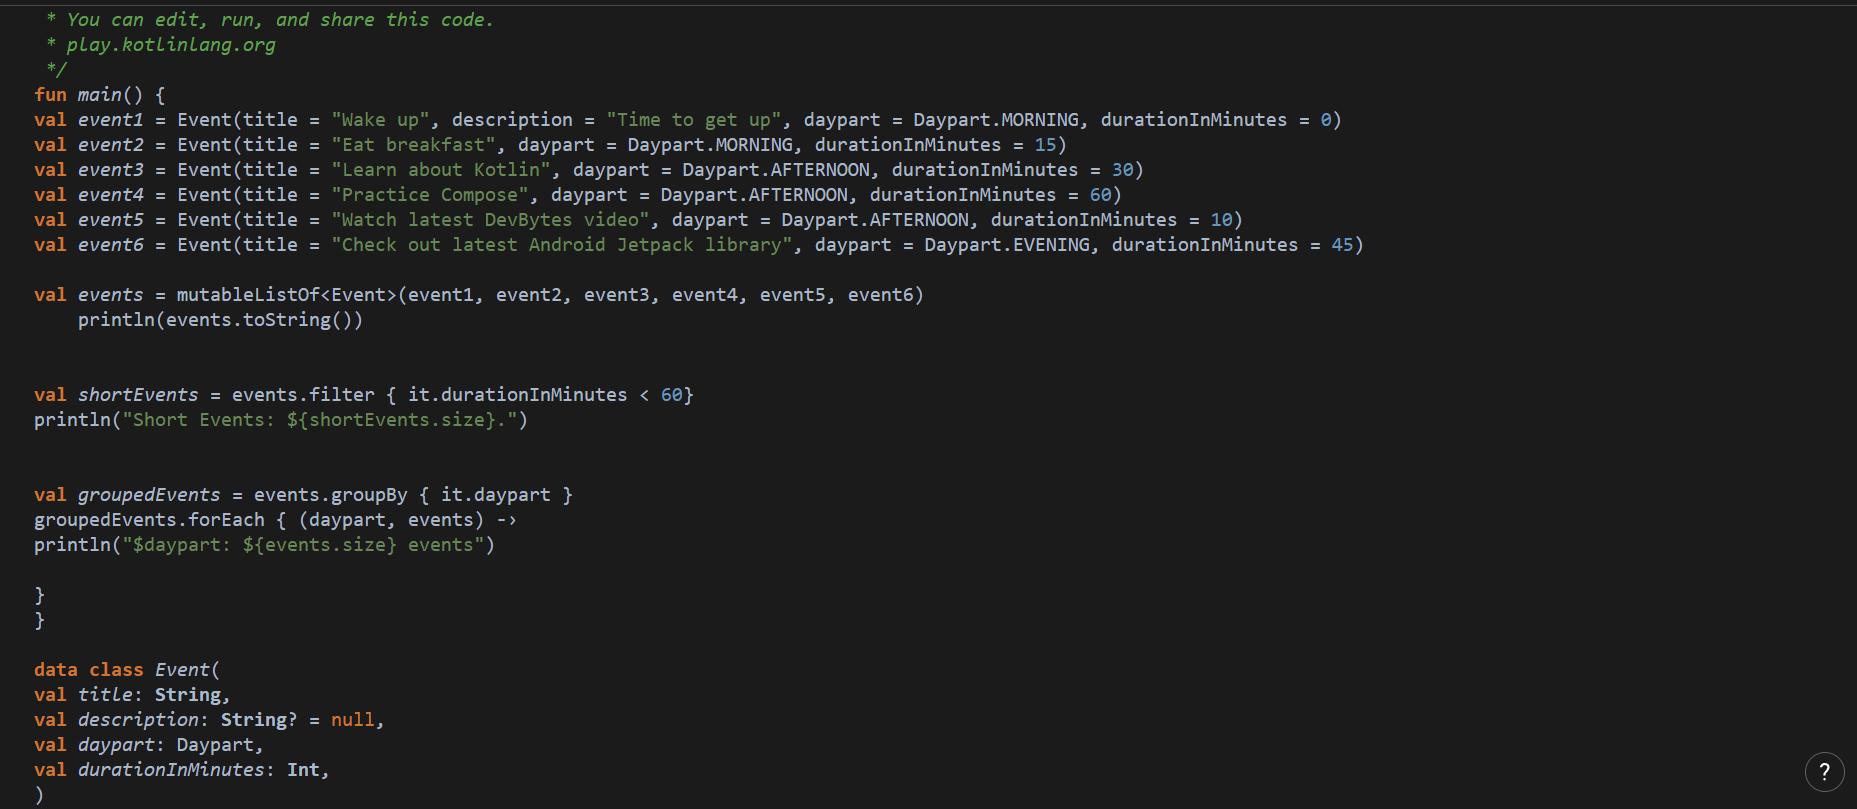 * You can edit, run, and share this code.
* play.kotlinlang.org
*/
fun main() {
val event1 = Event(title = "Wake up", description = "Time to get up", daypart = Daypart.MORNING, durationInMinutes = 0)
val event2 = Event(title = "Eat breakfast", daypart = Daypart.MORNING, durationInMinutes = 15)
val event3 = Event(title = "Learn about Kotlin", daypart = Daypart.AFTERNOON, durationInMinutes = 30)
val event4 = Event(title = "Practice Compose", daypart = Daypart.AFTERNOON, durationInMinutes = 60)
val event5 = Event(title = "Watch latest DevBytes video", daypart = Daypart.AFTERNOON, durationInMinutes = 10)
val event6 = Event(title = "Check out latest Android Jetpack library", daypart = Daypart.EVENING, durationInMinutes = 45)
val events = mutableListOf<Event>(event1, event2, event3, event4, event5, event6)
println(events.toString())
val shortEvents = events.filter { it.durationInMinutes < 60}
println("Short Events: ${shortEvents.size}.")
val groupedEvents = events.groupBy { it.daypart }
groupedEvents.forEach { (daypart, events) ->
println("$daypart: ${events.size} events")
}
}
data class Event(
val title: String,
val description: String? = null,
val daypart: Daypart,
val durationInMinutes: Int,
)
?